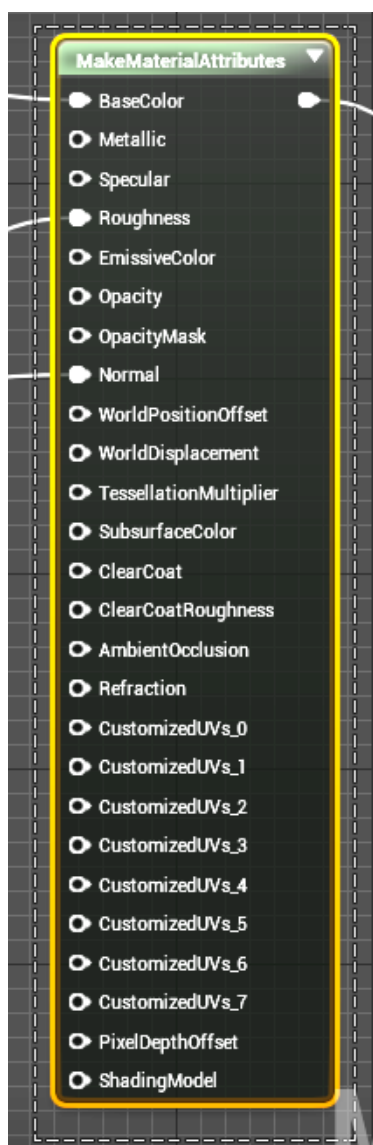 MakeMaterialAttributes
BaseColor
Metallic
Specular
Roughness
EmissiveColor
Opacity
OpacityMask
Normal
WorldPositionOffset
WorldDisplacement
TessellationMultiplier
SubsurfaceColor
ClearCoat
ClearCoatRoughness
AmbientOcclusion
Refraction
CustomizedUVs_0
CustomizedUVs_1
CustomizedUVs_2
CustomizedUVs_3
CustomizedUVs_4
CustomizedUVs_5
CustomizedUVs_6
CustomizedUVs_7
PixelDepthOffset
ShadingModel